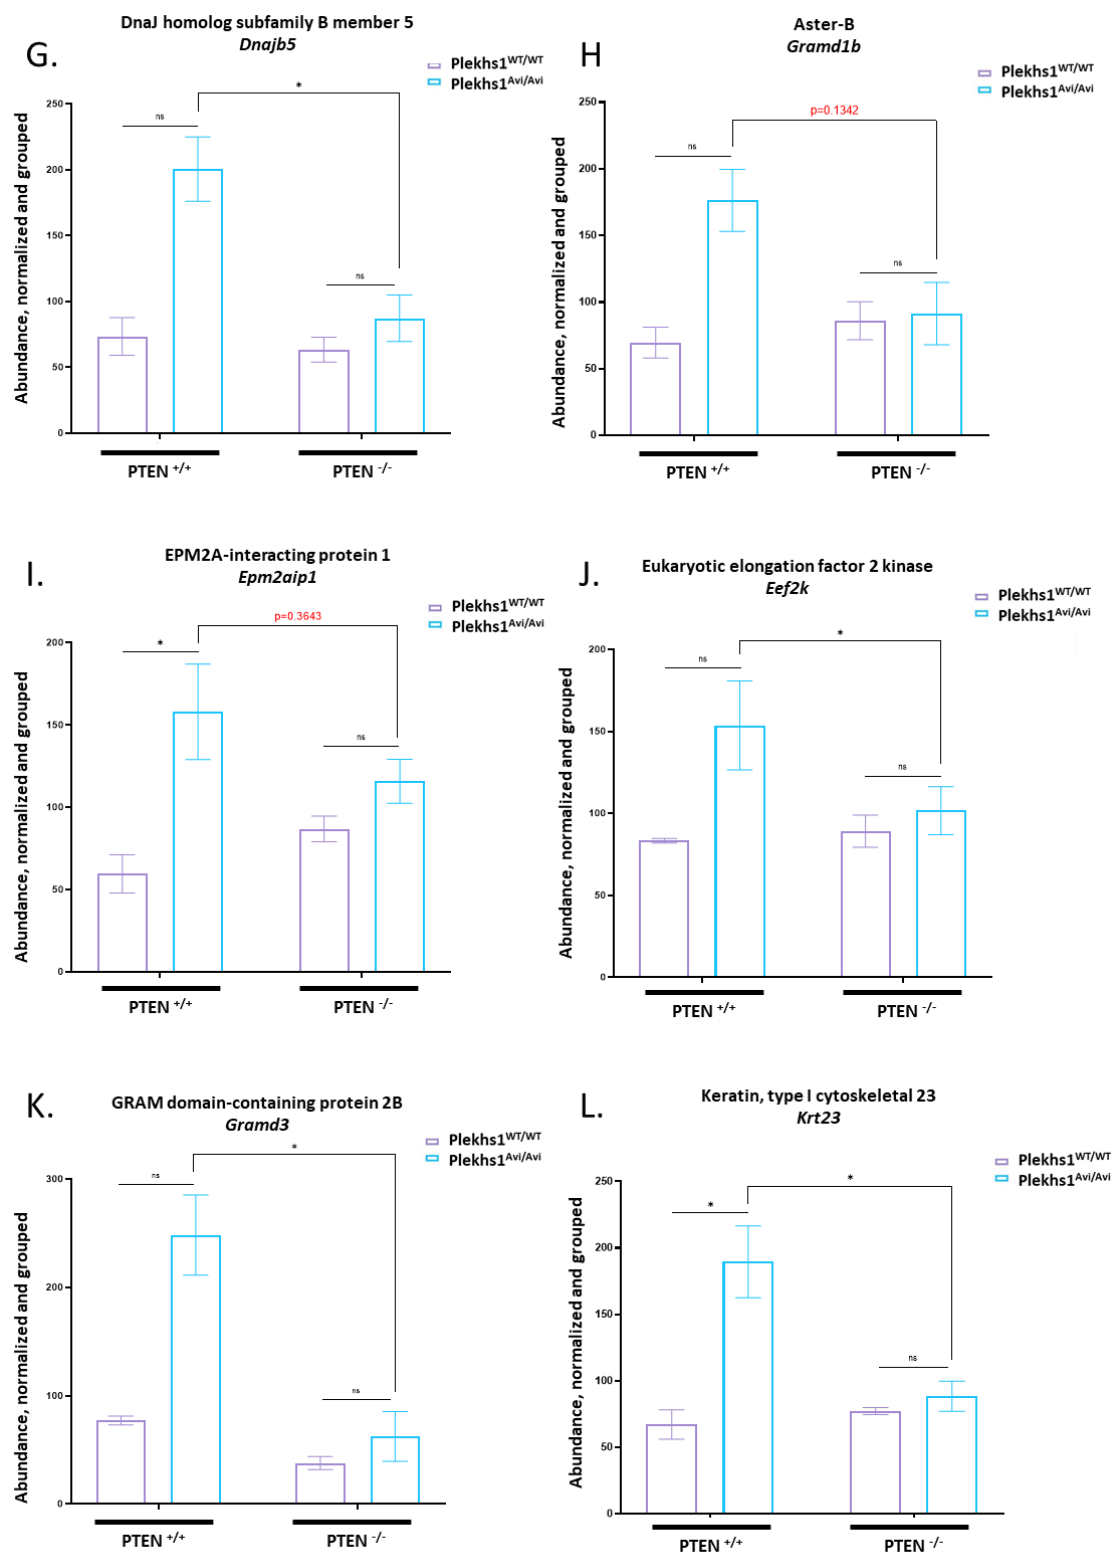 G.
DnaJ homolog subfamily B member 5
Dnajb5
Plekhs1WT/WT
Plekhs1Avi/Avi
*
ns
ns
Abundance, normalized and grouped
250
200
150
100
50
0
PTEN +/+
PTEN -/-
H
Aster-B
Gramd1b
Plekhs1WT/WT
Plekhs1Avi/Avi
p=0.1342
ns
ns
Abundance, normalized and grouped
250
200
150
100
50
0
PTEN +/+
PTEN -/-
I.
EPM2A-interacting protein 1
Epm2aip1
Plekhs1WT/WT
Plekhs1Avi/Avi
p=0.3643
*
ns
Abundance, normalized and grouped
200
150
100
50
0
PTEN +/+
PTEN -/-
J.
Eukaryotic elongation factor 2 kinase
Eef2k
Plekhs1WT/WT
Plekhs1Avi/Avi
*
ns
ns
Abundance, normalized and grouped
200
150
100
50
0
PTEN +/+
PTEN -/-
K.
GRAM domain-containing protein 2B
Gramd3
Plekhs1WT/WT
Plekhs1Avi/Avi
*
ns
ns
Abundance, normalized and grouped
300
200
100
0
PTEN +/+
PTEN -/-
L.
Keratin, type I cytoskeletal 23
Krt23
Plekhs1WT/WT
Plekhs1Avi/Avi
*
*
ns
Abundance, normalized and grouped
250
200
150
100
50
0
PTEN +/+
PTEN -/-